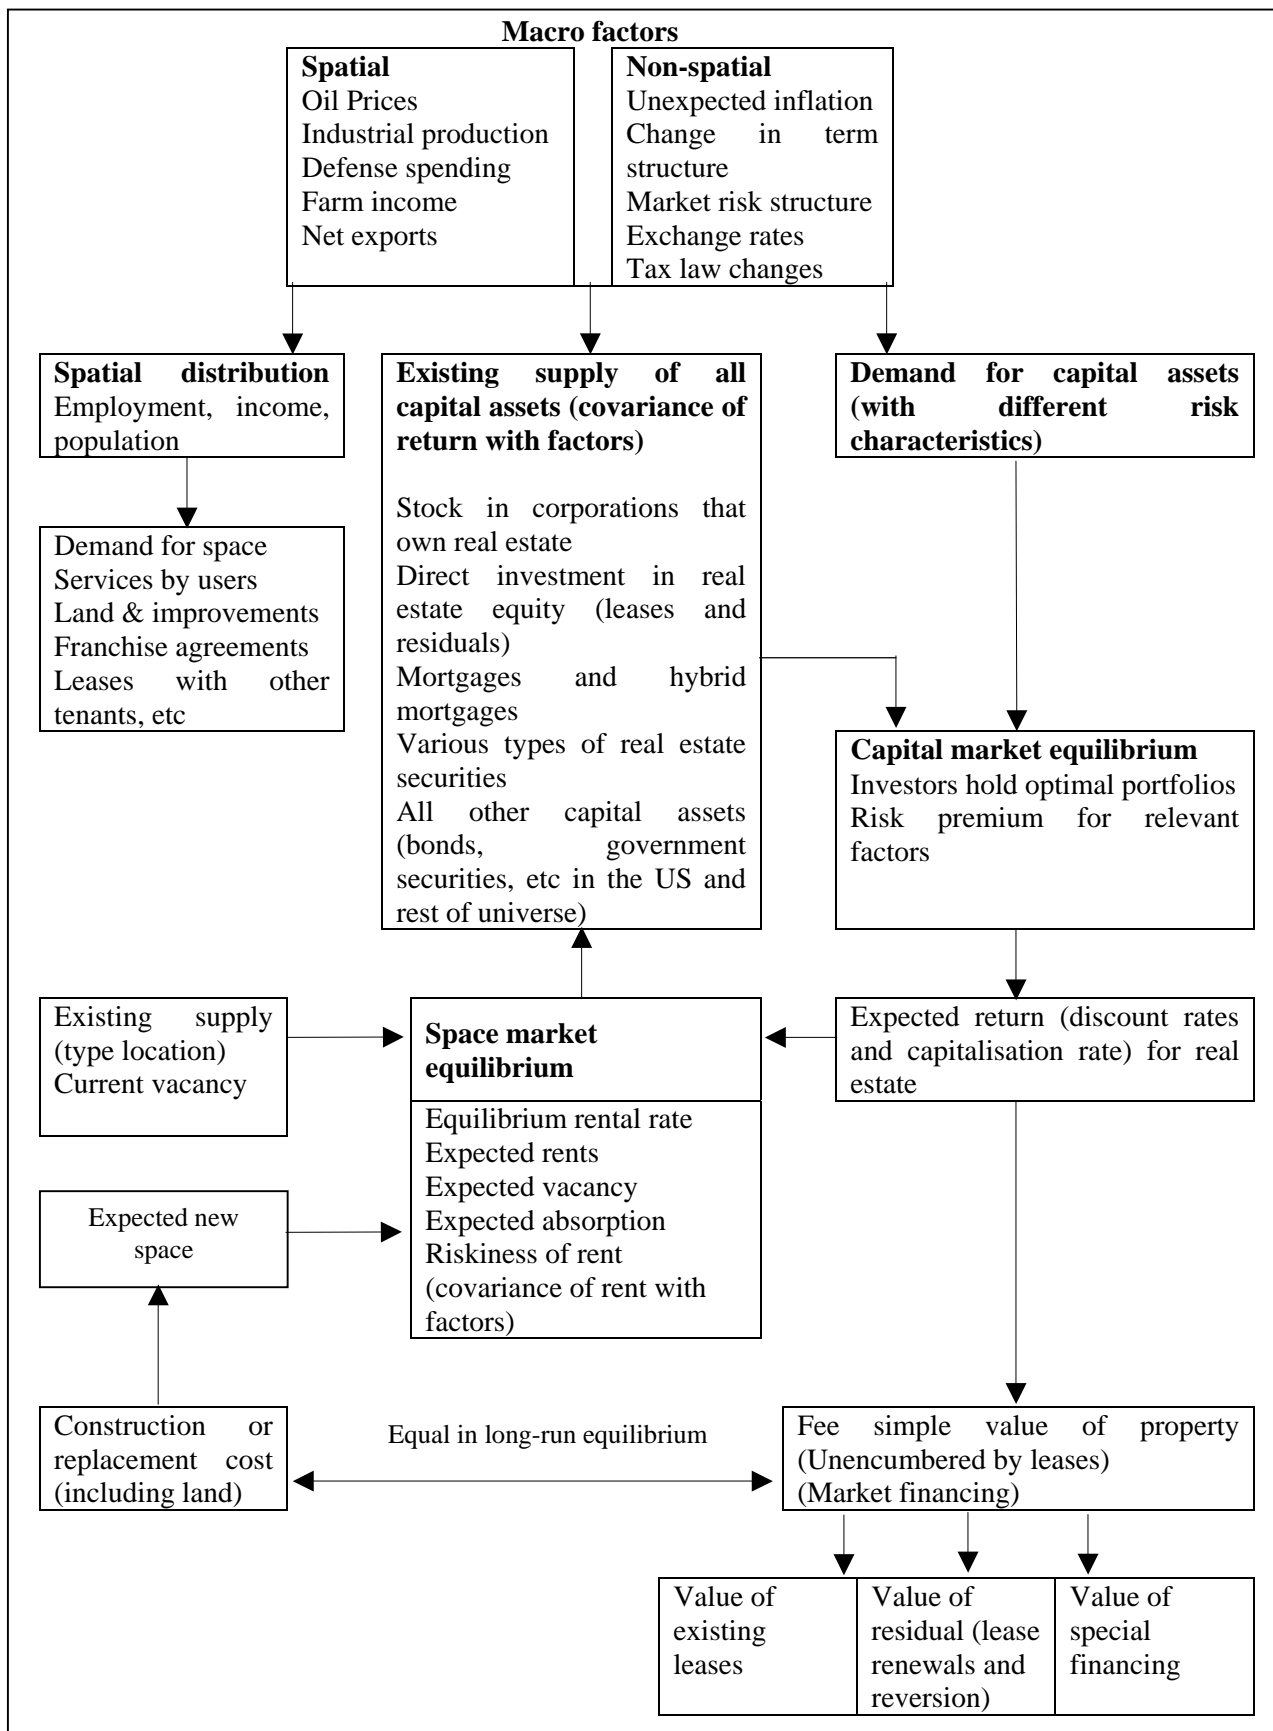 Macro factors
Spatial
Oil Prices
Industrial production
Defense spending
Farm income
Net exports
Non-spatial
Unexpected inflation
Change in term
structure
Market risk structure
Exchange rates
Tax law changes
Spatial distribution
Employment, income,
population
Existing supply of all
capital assets (covariance of
return with factors)
Stock in corporations that
own real estate
Direct investment in real
estate equity (leases and
residuals)
Mortgages and hybrid
mortgages
Various types of real estate
securities
All other capital assets
(bonds, government
securities, etc in the US and
rest of universe)
Demand for capital assets
(with different risk
characteristics)
Demand for space
Services by users
Land & improvements
Franchise agreements
Leases with other
tenants, etc
Capital market equilibrium
Investors hold optimal portfolios
Risk premium for relevant
factors
Existing supply
(type location)
Current vacancy
Space market
equilibrium
Equilibrium rental rate
Expected rents
Expected vacancy
Expected absorption
Riskiness of rent
(covariance of rent with
factors)
Expected return (discount rates
and capitalisation rate) for real
estate
Expected new
space
Construction or
replacement cost
(including land)
Equal in long-run equilibrium
Fee simple value of property
(Unencumbered by leases)
(Market financing)
Value of
existing
leases
Value of
residual (lease
renewals and
reversion)
Value of
special
financing